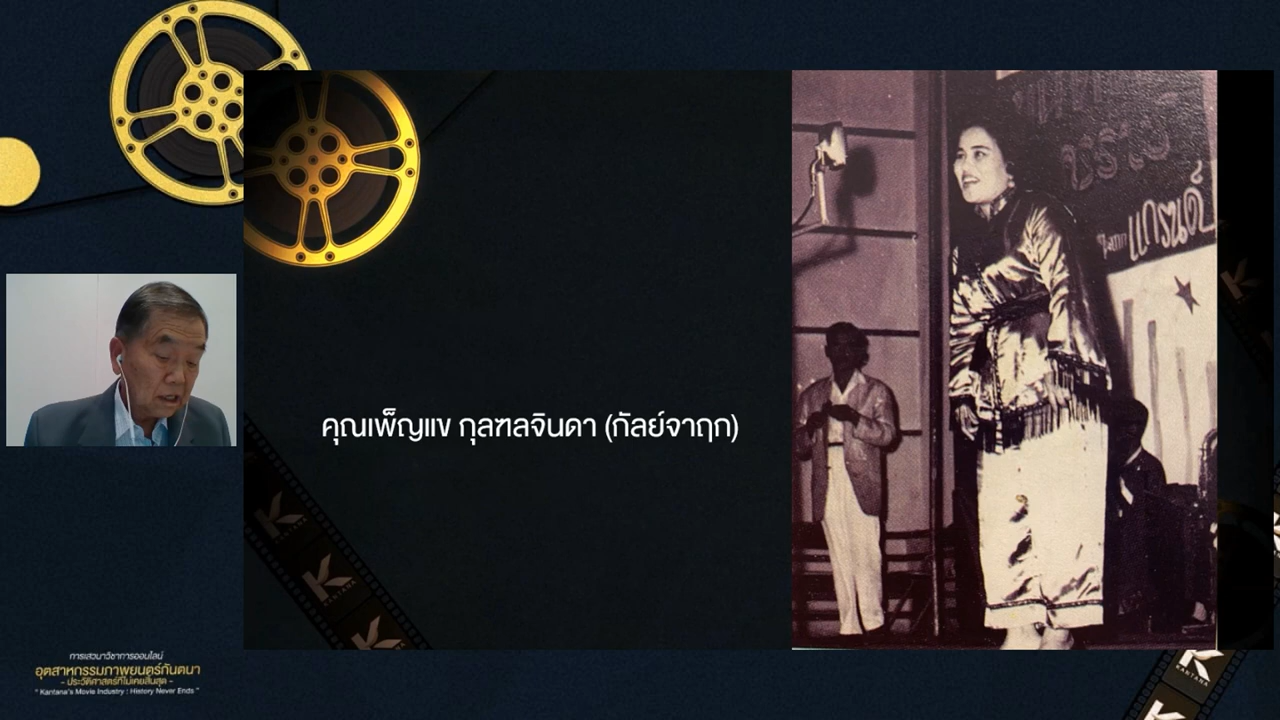 คุณเพ็ญแข กุลฑลจินดา (กัลย์จาฤก)
แกรนด์
K
KANTANA
K
KANTANA
K
KANTANA
การเสวนาวิชาการออนไลน์
อุตสาหกรรมภาพยนตร์กันตนา
- ประวัติศาสตร์ที่ไม่เคยสิ้นสุด -
" Kantana's Movie Industry : History Never Ends "